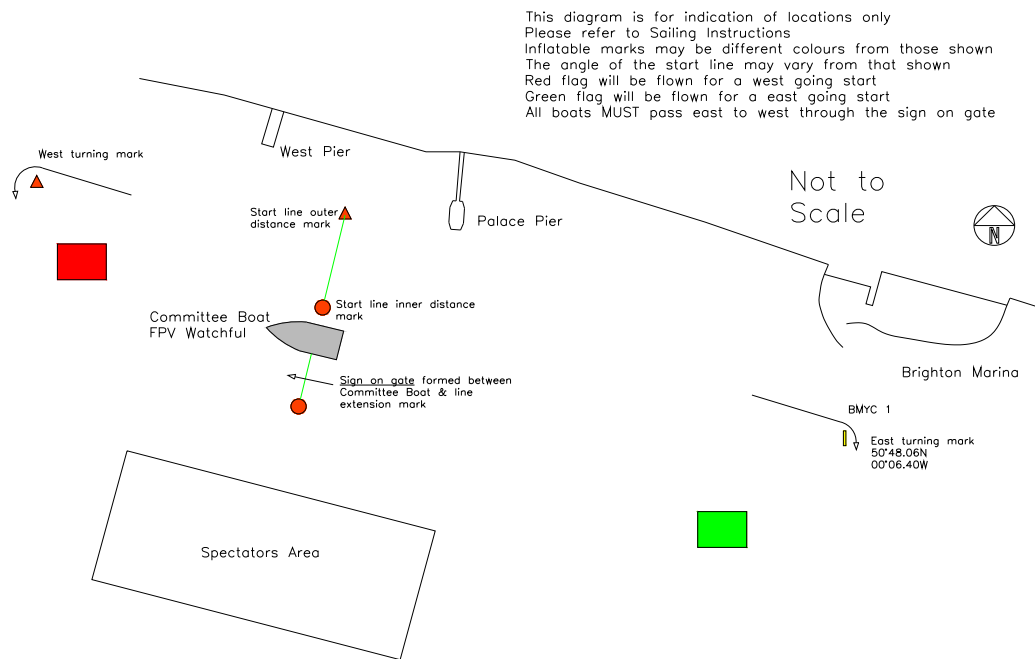 This diagram is for indication of locations only
Please refer to Sailing Instructions
Inflatable marks may be different colours from those shown
The angle of the start line may vary from that shown
Red flag will be flown for a west going start
Green flag will be flown for a east going start
All boats MUST pass east to west through the sign on gate
West turning mark
West Pier
Palace Pier
Not to
Scale
N
Start line outer
distance mark
Start line inner distance
mark
Committee Boat
FPV Watchful
Sign on gate formed between
Committee Boat & line
extension mark
Brighton Marina
BMYC 1
East turning mark
50°48.06N
00°06.40W
Spectators Area